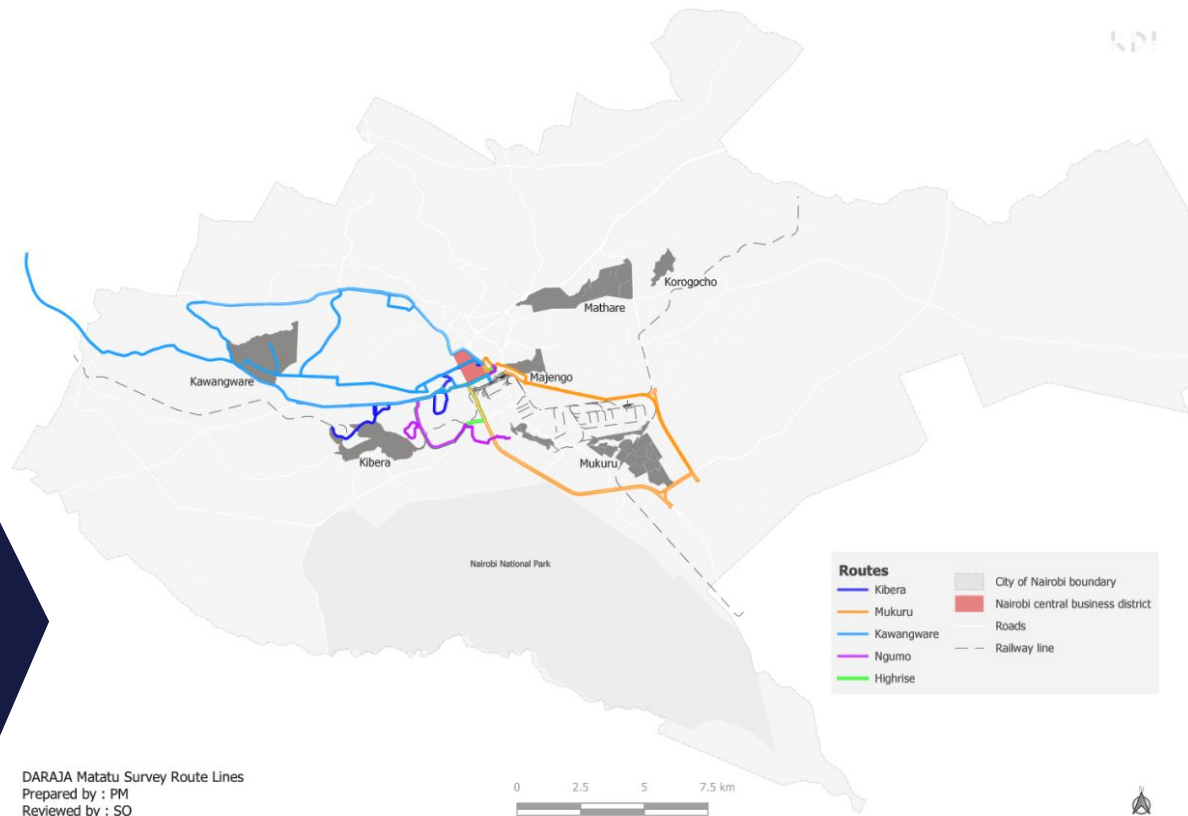 KDI
Korogocho
Mathare
Kawangware
Majengo
Kibera
Mukuru
Nairobi National Park
Routes
Kibera
Mukuru
Kawangware
Ngumo
Highrise
City of Nairobi boundary
Nairobi central business district
Roads
Railway line
DARAJA Matatu Survey Route Lines
Prepared by : PM
Reviewed by : SO
0 2.5 5 7.5 km
N